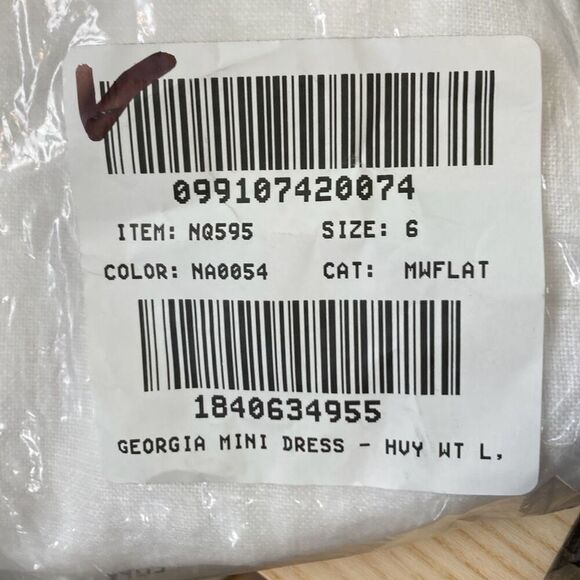 099107420074
ITEM: NQ595 SIZE: 6
COLOR: NA0054 CAT: MWFLAT
1840634955
GEORGIA MINI DRESS - HVY WT L,